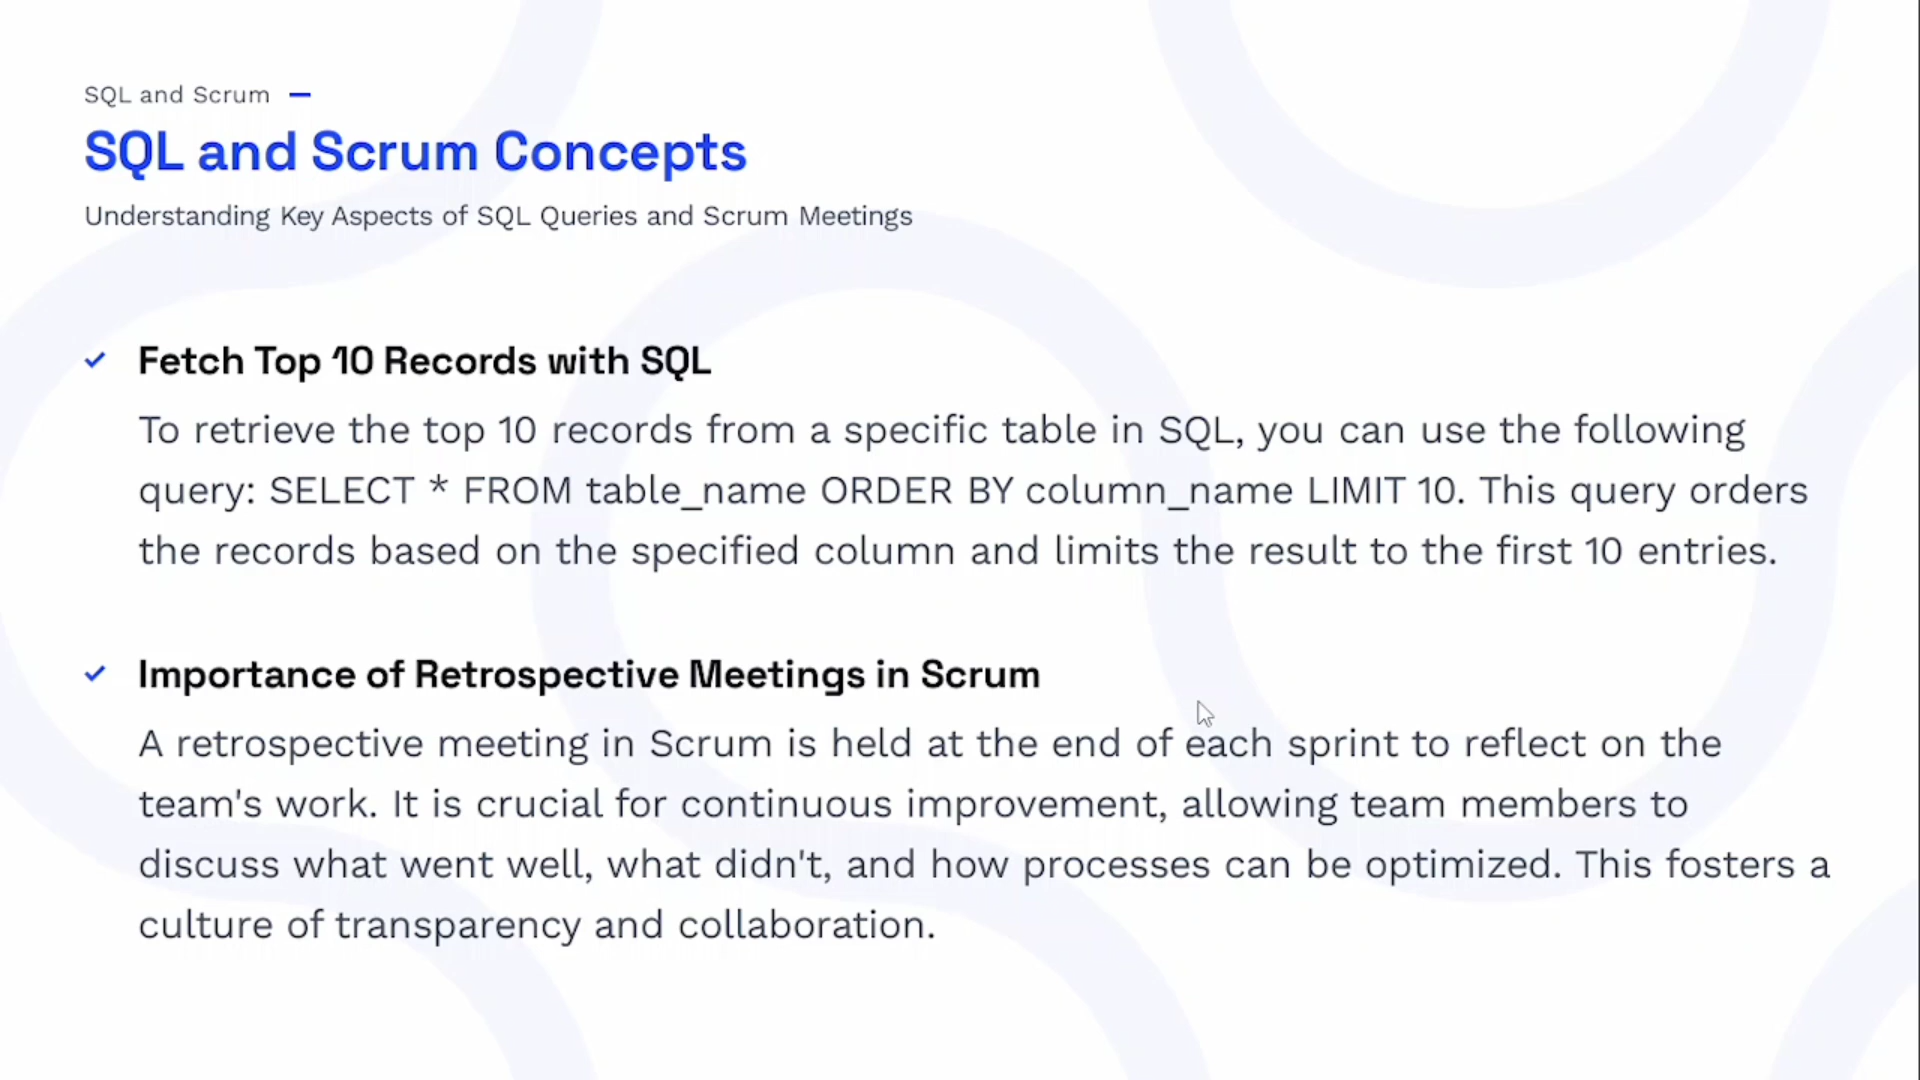 SQL and Scrum
SQL and Scrum Concepts
Understanding Key Aspects of SQL Queries and Scrum Meetings
Fetch Top 10 Records with SQL
To retrieve the top 10 records from a specific table in SQL, you can use the following
query: SELECT * FROM table_name ORDER BY column_name LIMIT 10. This query orders
the records based on the specified column and limits the result to the first 10 entries.
Importance of Retrospective Meetings in Scrum
A retrospective meeting in Scrum is held at the end of each sprint to reflect on the
team's work. It is crucial for continuous improvement, allowing team members to
discuss what went well, what didn't, and how processes can be optimized. This fosters a
culture of transparency and collaboration.